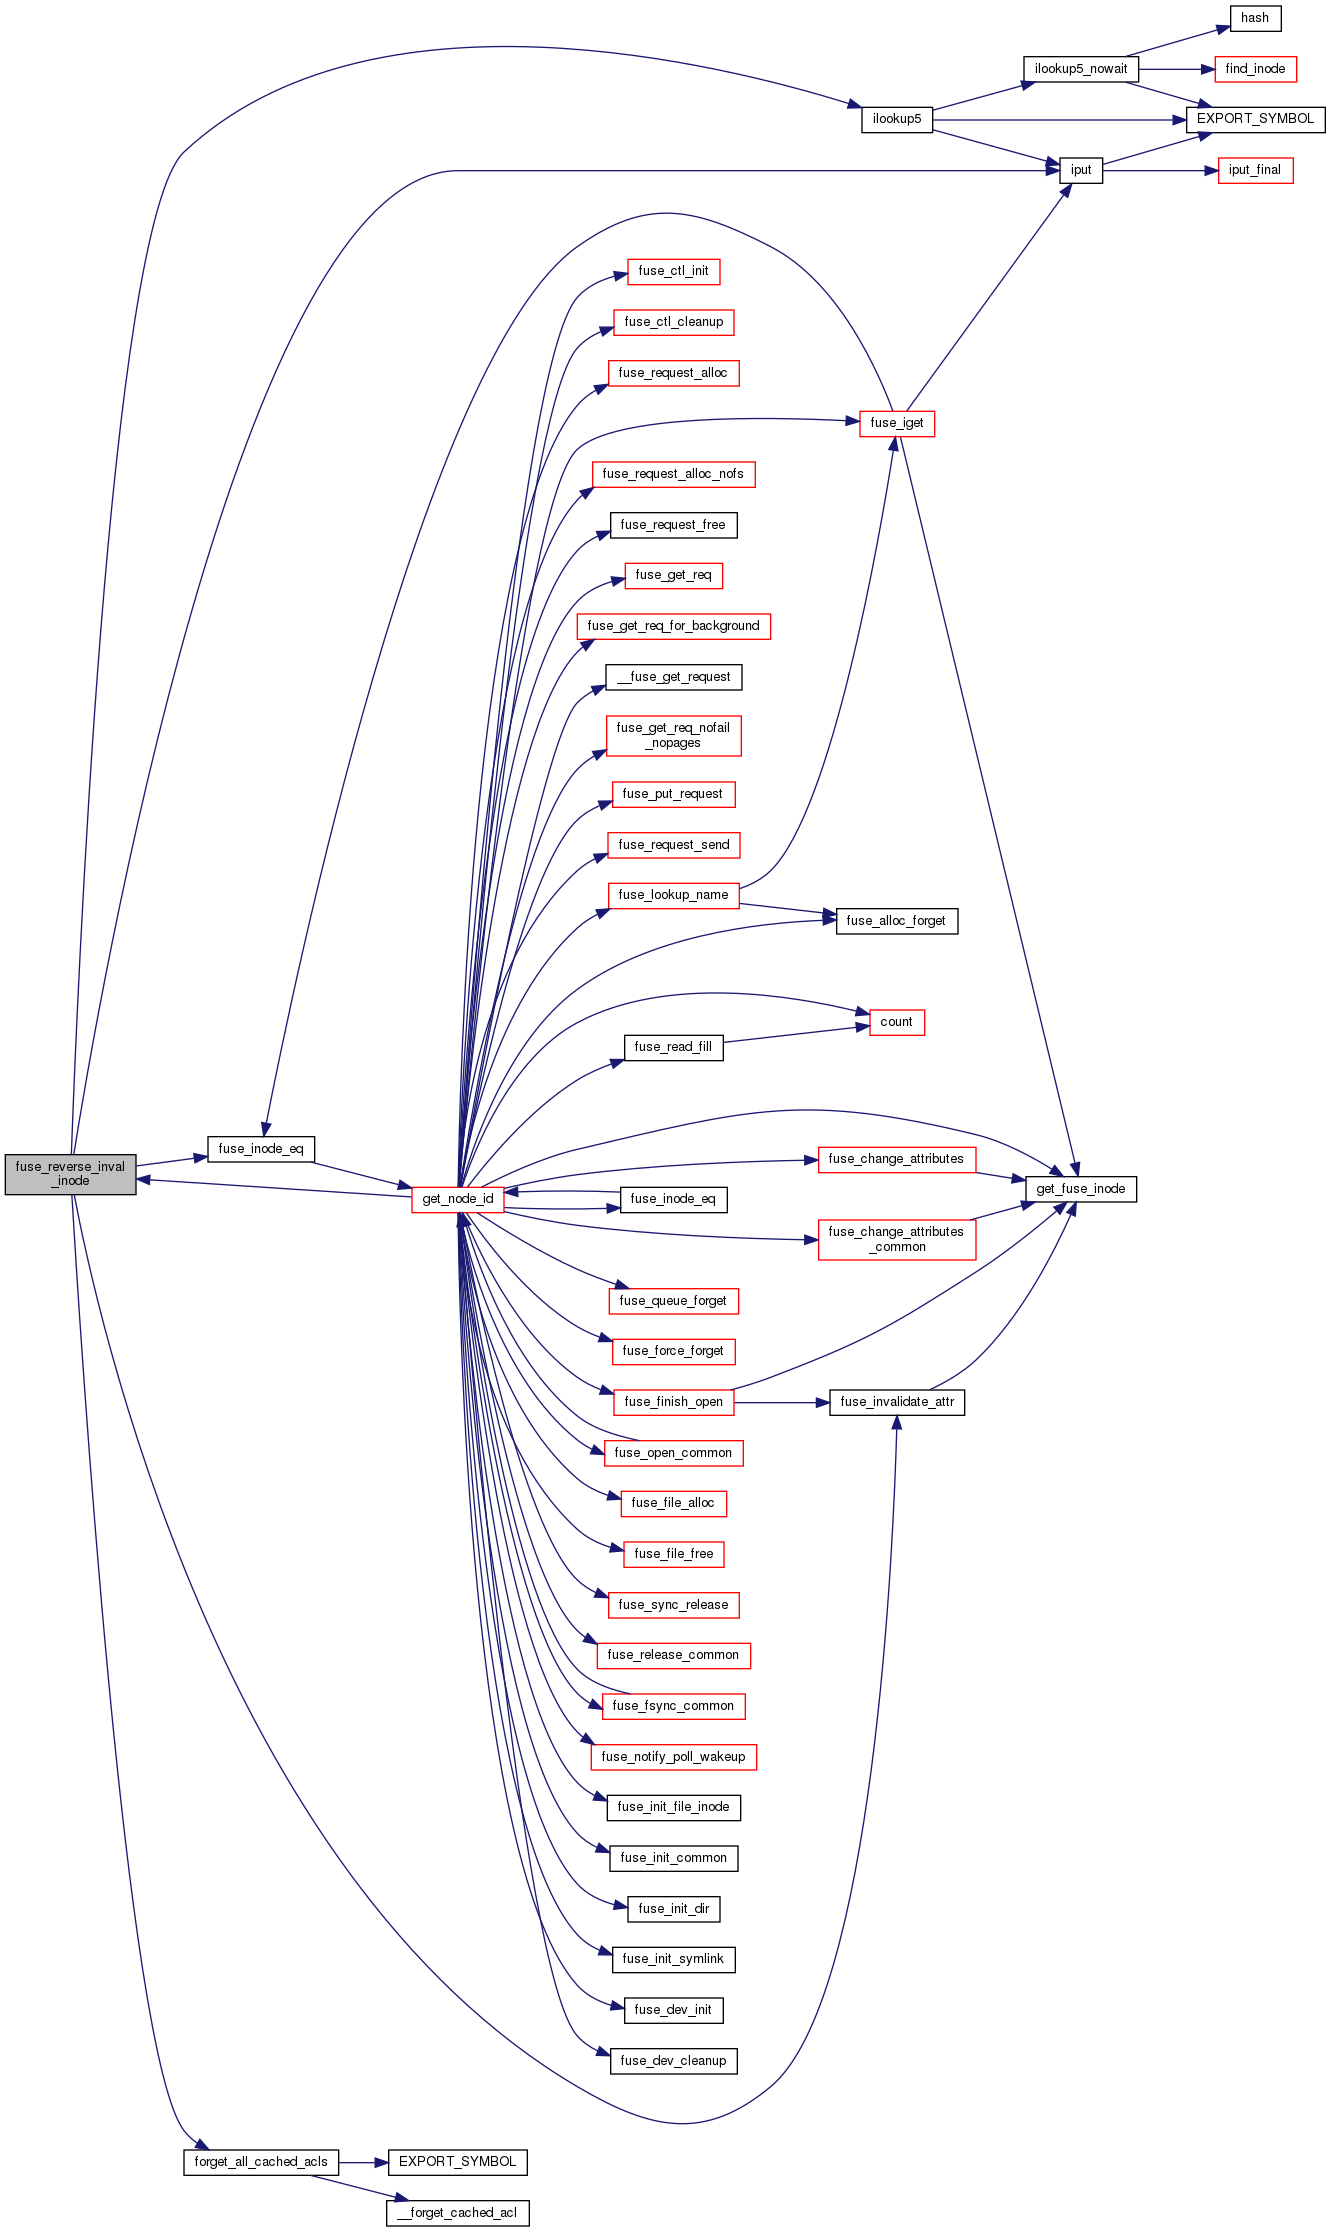 hash
ilookup5_nowait
find_inode
ilookup5
EXPORT_SYMBOL
iput
iput_final
fuse_ctl_init
fuse_ctl_cleanup
fuse_request_alloc
fuse_iget
fuse_request_alloc_nofs
fuse_request_free
fuse_get_req
fuse_get_req_for_background
__fuse_get_request
fuse_get_req_nofail
_nopages
fuse_put_request
fuse_request_send
fuse_lookup_name
fuse_alloc_forget
count
fuse_read_fill
fuse_inode_eq
fuse_reverse_inval
_inode
fuse_change_attributes
get_node_id
fuse_inode_eq
get_fuse_inode
fuse_change_attributes
_common
fuse_queue_forget
fuse_force_forget
fuse_finish_open
fuse_invalidate_attr
fuse_open_common
fuse_file_alloc
fuse_file_free
fuse_sync_release
fuse_release_common
fuse_fsync_common
fuse_notify_poll_wakeup
fuse_init_file_inode
fuse_init_common
fuse_init_dir
fuse_init_symlink
fuse_dev_init
fuse_dev_cleanup
forget_all_cached_acls
EXPORT_SYMBOL
__forget_cached_acl